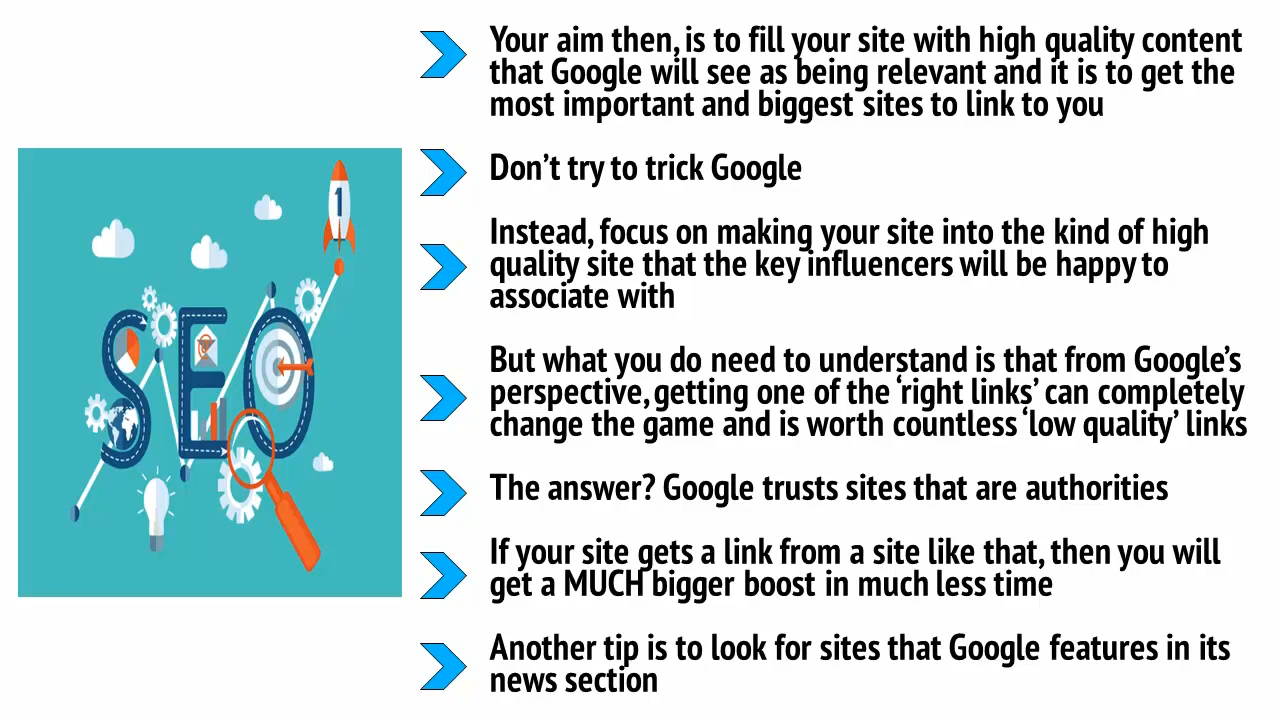 Your aim then, is to fill your site with high quality content
that Google will see as being relevant and it is to get the
most important and biggest sites to link to you
Don’t try to trick Google
Instead, focus on making your site into the kind of high
quality site that the key influencers will be happy to
associate with
But what you do need to understand is that from Google’s
perspective, getting one of the ‘right links’ can completely
change the game and is worth countless ‘low quality’ links
The answer? Google trusts sites that are authorities
If your site gets a link from a site like that, then you will
get a MUCH bigger boost in much less time
Another tip is to look for sites that Google features in its
news section
1
SEO
@